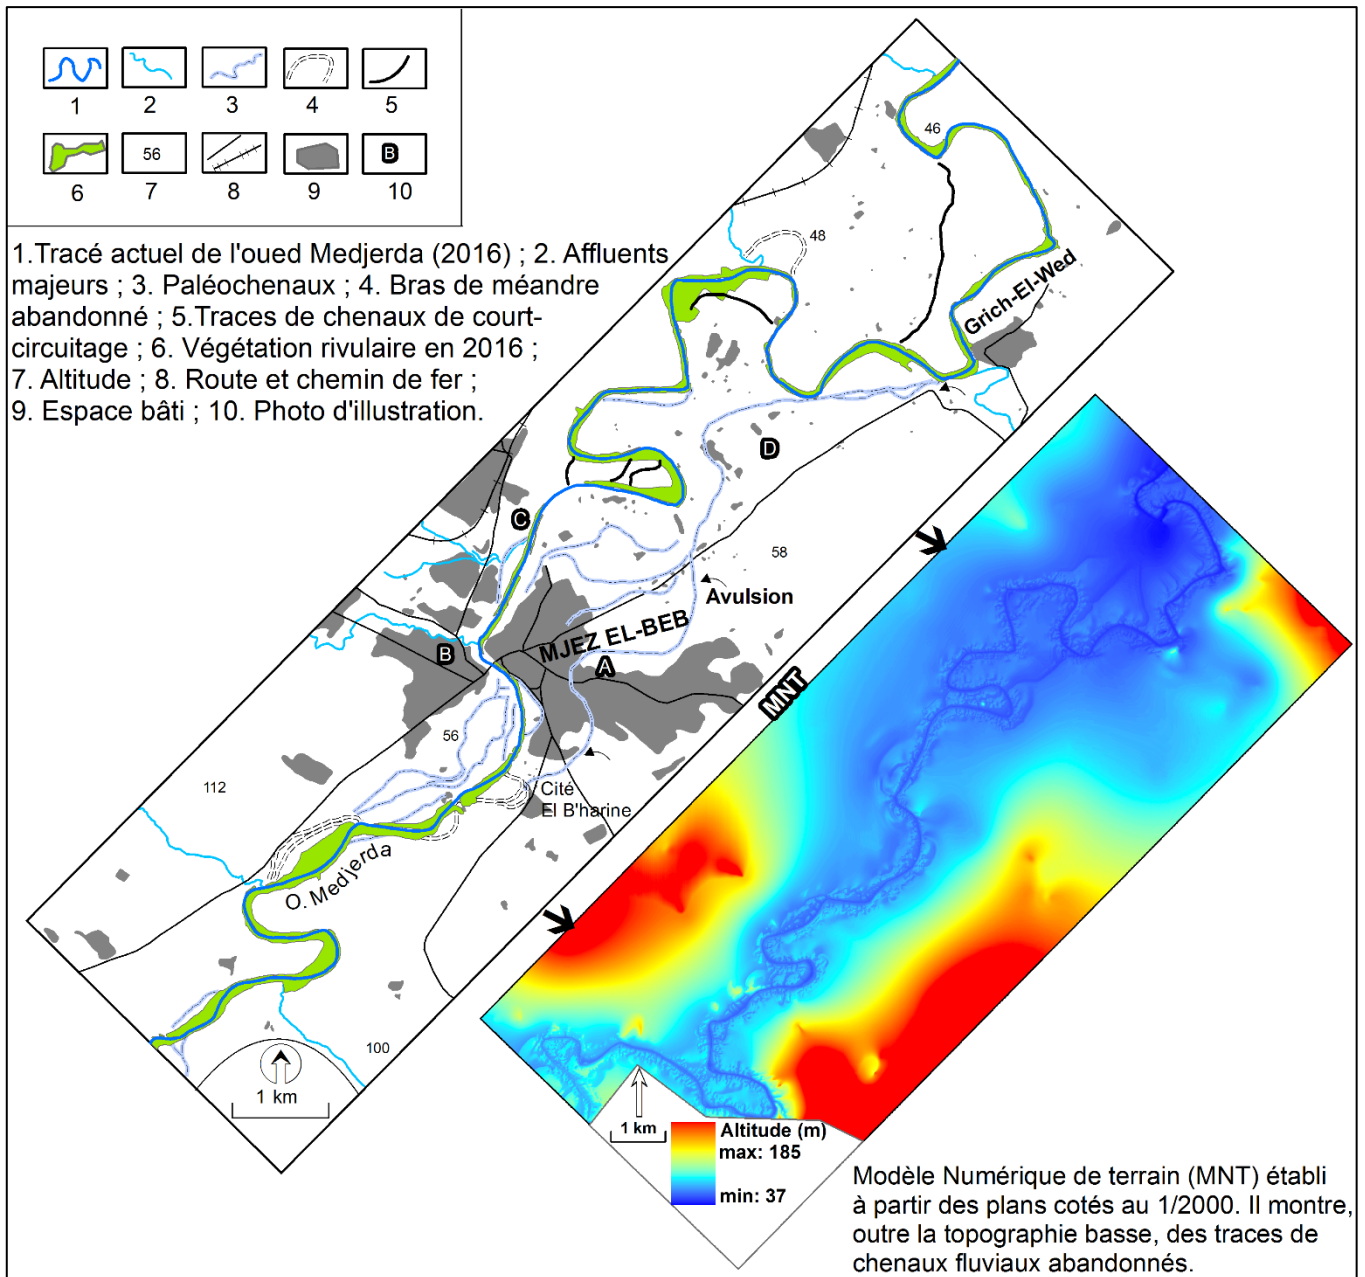 1
2
3
4
5
56
B
6
7
8
9
10
1.Tracé actuel de l'oued Medjerda (2016) ; 2. Affluents
majeurs ; 3. Paléochenaux ; 4. Bras de méandre
abandonné ; 5.Traces de chenaux de court-
circuitage ; 6. Végétation rivulaire en 2016 ;
7. Altitude ; 8. Route et chemin de fer ;
9. Espace bâti ; 10. Photo d'illustration.
46
48
Grich-El-Wed
D
C
58
Avulsion
MJEZ EL-BEB
B
A
MNT
56
112
Cité
El B'harine
O. Medjerda
100
1 km
1 km
Altitude (m)
max: 185
min: 37
Modèle Numérique de terrain (MNT) établi
à partir des plans cotés au 1/2000. Il montre,
outre la topographie basse, des traces de
chenaux fluviaux abandonnés.